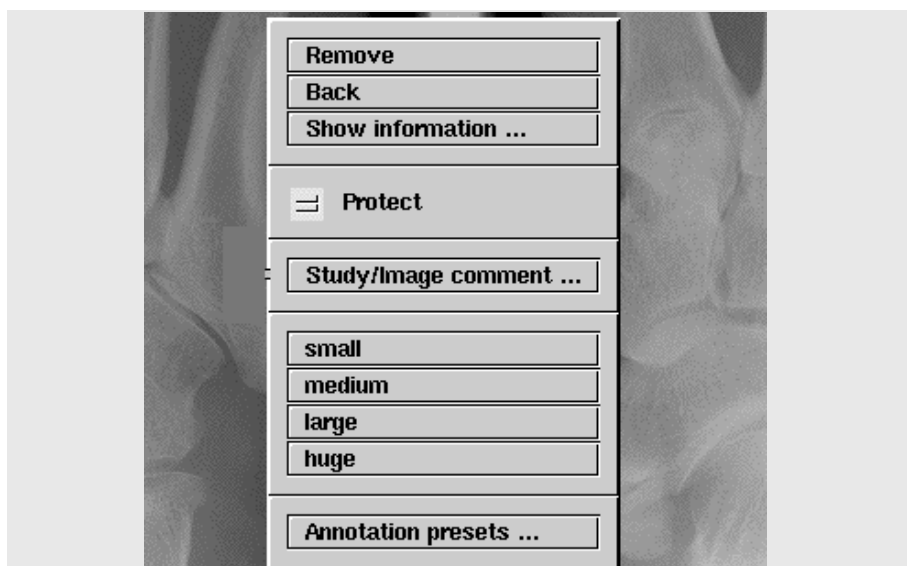 Remove
Back
Show information ...
Protect
Study/Image comment ...
small
medium
large
huge
Annotation presets ...